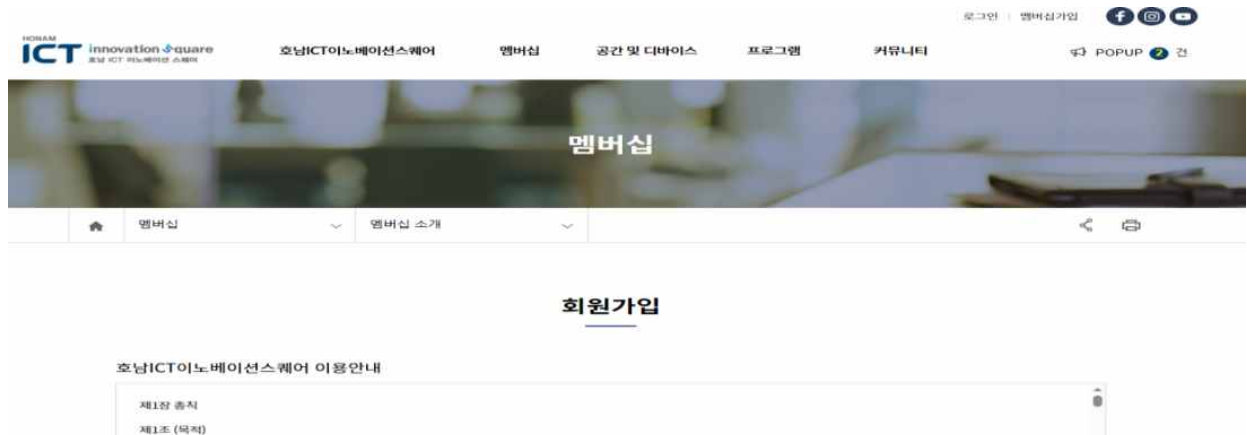 로그인 멤버십가입
HONAM
ICT innovation Square
호남 ICT 이노베이션 스퀘어
호남ICT이노베이션스퀘어 멤버십 공간 및 디바이스 프로그램 커뮤니티
POPUP 2 건
멤버십
멤버십 멤버십 소개
회원가입
호남ICT이노베이션스퀘어 이용안내
제1장 총칙
제1조 (목적)